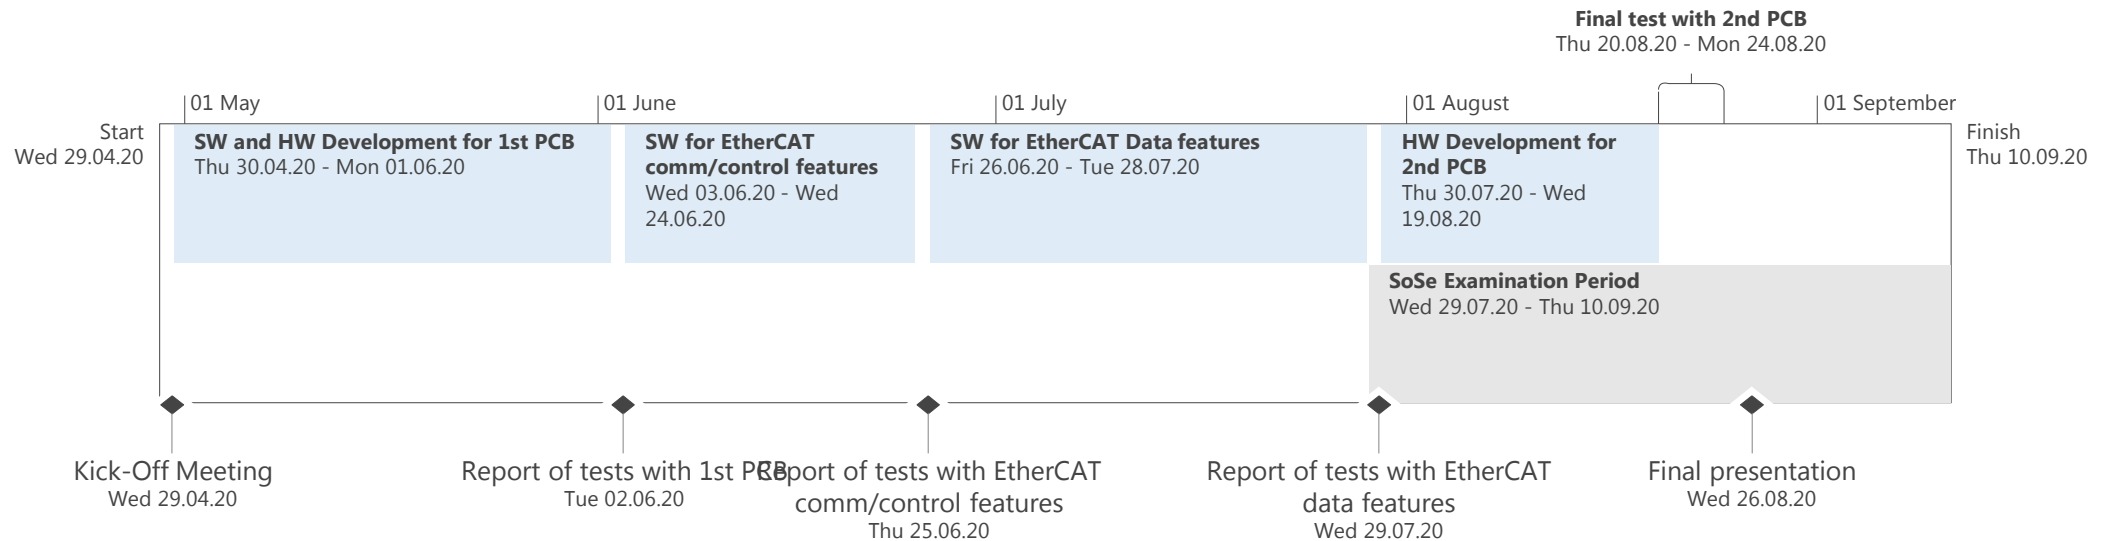 Final test with 2nd PCB
Thu 20.08.20 - Mon 24.08.20
01 May
01 June
01 July
01 August
01 September
Start
Wed 29.04.20
SW and HW Development for 1st PCB
Thu 30.04.20 - Mon 01.06.20
SW for EtherCAT
comm/control features
Wed 03.06.20 - Wed
24.06.20
SW for EtherCAT Data features
Fri 26.06.20 - Tue 28.07.20
HW Development for
2nd PCB
Thu 30.07.20 - Wed
19.08.20
Finish
Thu 10.09.20
SoSe Examination Period
Wed 29.07.20 - Thu 10.09.20
Kick-Off Meeting
Wed 29.04.20
Report of tests with 1st PCB
Tue 02.06.20
Report of tests with EtherCAT
comm/control features
Thu 25.06.20
Report of tests with EtherCAT
data features
Wed 29.07.20
Final presentation
Wed 26.08.20